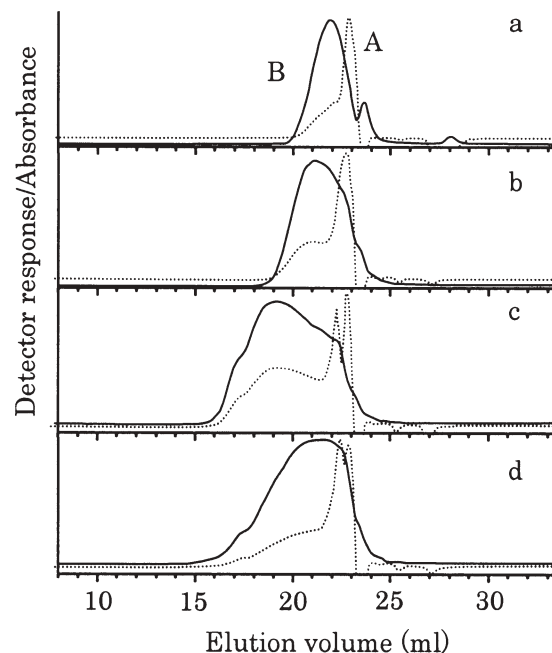 a
A
B
b
c
d
Detector response/Absorbance
10 15 20 25 30
Elution volume (ml)